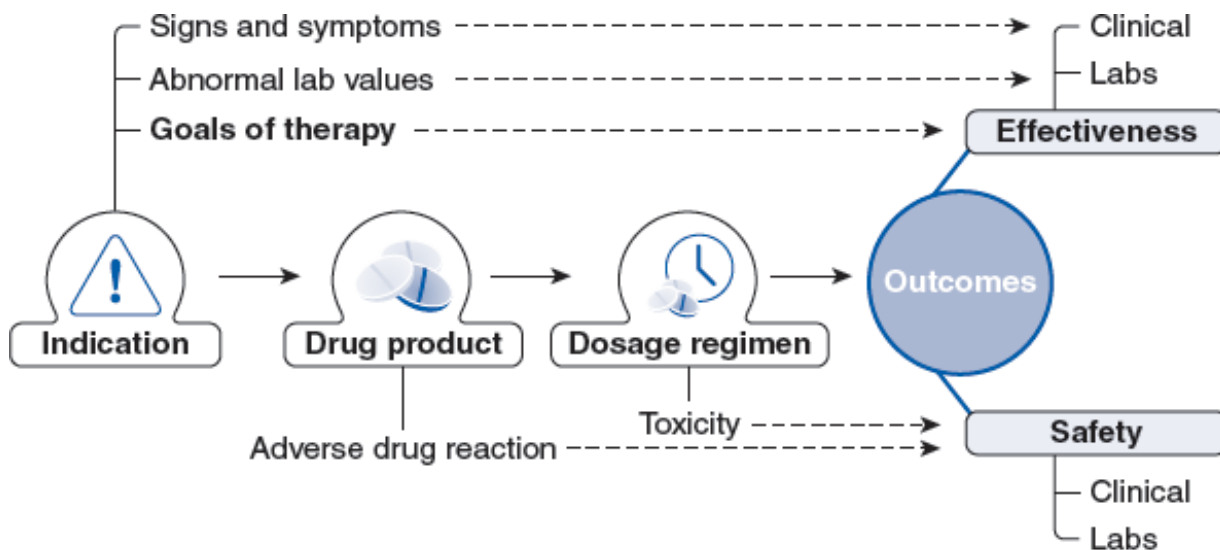 Signs and symptoms
Clinical
Abnormal lab values
Labs
Goals of therapy
Effectiveness
Outcomes
Indication
Drug product
Dosage regimen
Toxicity
Safety
Adverse drug reaction
Clinical
Labs